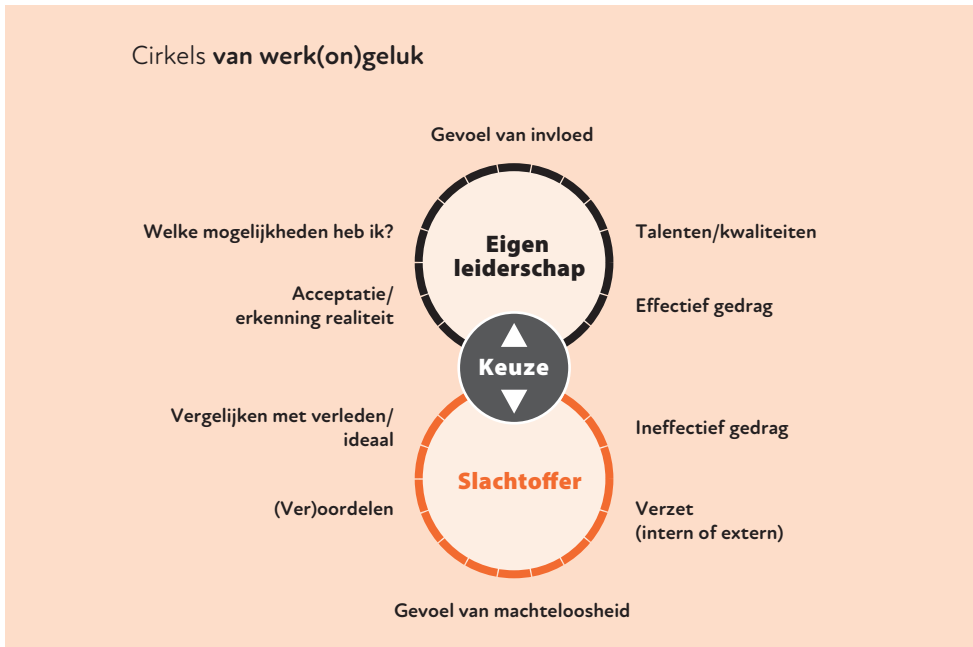 Cirkels van werk(on)geluk
Gevoel van invloed
Welke mogelijkheden heb ik?
Talenten/kwaliteiten
Eigen
leiderschap
Acceptatie/
erkenning realiteit
Effectief gedrag
Keuze
Vergelijken met verleden/
ideaal
Ineffectief gedrag
Slachtoffer
(Ver)oordelen
Verzet
(intern of extern)
Gevoel van machteloosheid